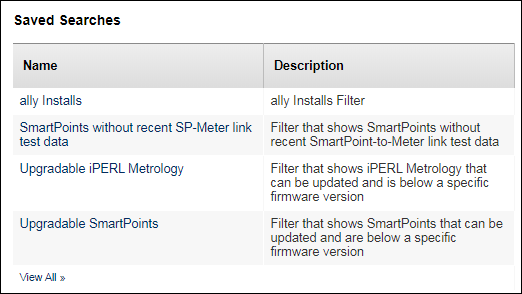 Saved Searches
Name Description
ally Installs ally Installs Filter
SmartPoints without recent SP-Meter link
test data
Filter that shows SmartPoints without
recent SmartPoint-to-Meter link test data
Upgradable iPERL Metrology
Filter that shows iPERL Metrology that
can be updated and is below a specific
firmware version
Upgradable SmartPoints
Filter that shows SmartPoints that can be
updated and are below a specific
firmware version
View All »